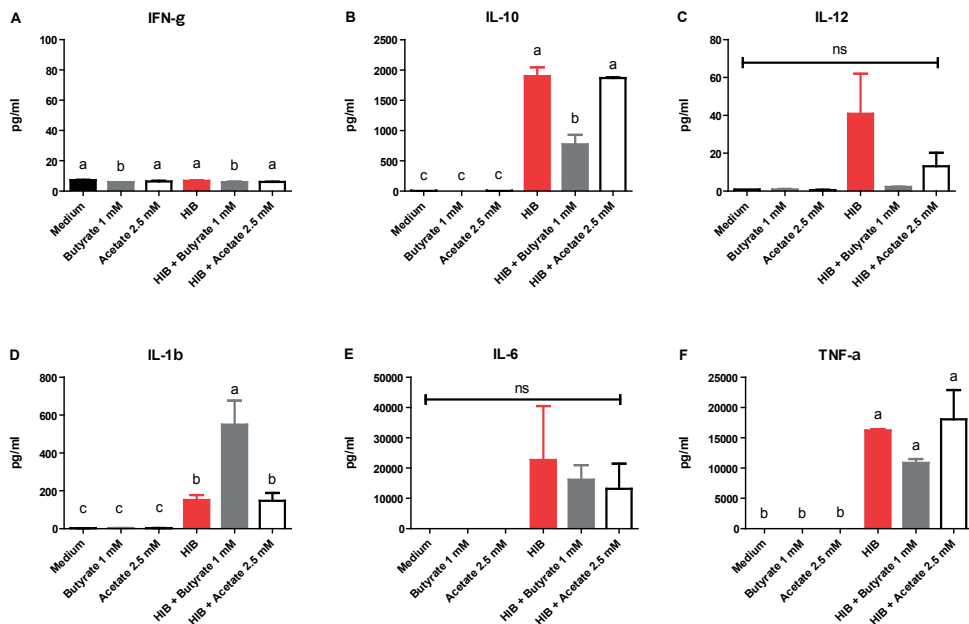 A
IFN-g
pg/ml
100
80
60
40
20
0
a
b
a
a
b
a
Medium
Butyrate 1 mM
Acetate 2.5 mM
HIB
HIB + Butyrate 1 mM
HIB + Acetate 2.5 mM
B
IL-10
pg/ml
2500
2000
1500
1000
500
0
c
c
c
a
b
a
Medium
Butyrate 1 mM
Acetate 2.5 mM
HIB
HIB + Butyrate 1 mM
HIB + Acetate 2.5 mM
C
IL-12
pg/ml
80
60
40
20
0
ns
Medium
Butyrate 1 mM
Acetate 2.5 mM
HIB
HIB + Butyrate 1 mM
HIB + Acetate 2.5 mM
D
IL-1b
pg/ml
800
600
400
200
0
c
c
c
b
a
b
Medium
Butyrate 1 mM
Acetate 2.5 mM
HIB
HIB + Butyrate 1 mM
HIB + Acetate 2.5 mM
E
IL-6
pg/ml
50000
40000
30000
20000
10000
0
ns
Medium
Butyrate 1 mM
Acetate 2.5 mM
HIB
HIB + Butyrate 1 mM
HIB + Acetate 2.5 mM
F
TNF-a
pg/ml
25000
20000
15000
10000
5000
0
b
b
b
a
a
a
Medium
Butyrate 1 mM
Acetate 2.5 mM
HIB
HIB + Butyrate 1 mM
HIB + Acetate 2.5 mM